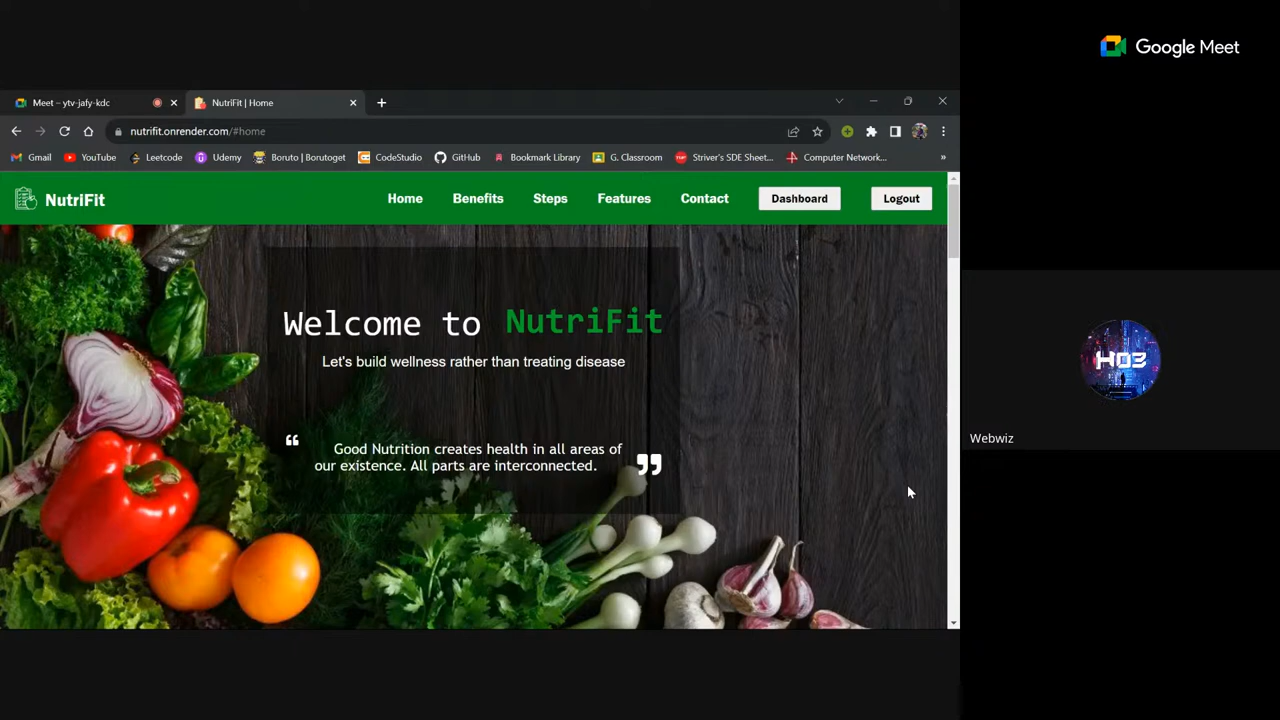 Google Meet
Meet – ytv-jafy-kdc
NutriFit | Home
nutrifit.onrender.com/#home
Gmail
YouTube
Leetcode
Udemy
Boruto | Borutoget
CodeStudio
GitHub
Bookmark Library
G. Classroom
Striver's SDE Sheet...
Computer Network...
»
NutriFit
Home
Benefits
Steps
Features
Contact
Dashboard
Logout
Welcome to NutriFit
Let's build wellness rather than treating disease
“ Good Nutrition creates health in all areas of
our existence. All parts are interconnected. ”
H03
Webwiz